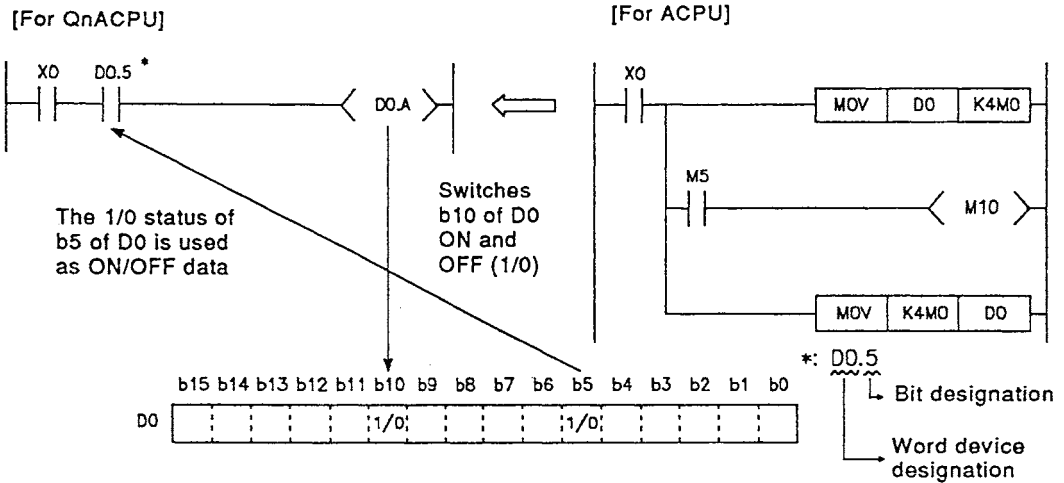 [For QnACPU]
X0 D0.5 *
D0.A
The 1/0 status of
b5 of D0 is used
as ON/OFF data
Switches
b10 of D0
ON and
OFF (1/0)
[For ACPU]
X0
MOV D0 K4M0
M5
M10
MOV K4M0 D0
*: D0.5
Bit designation
Word device
designation
b15 b14 b13 b12 b11 b10 b9 b8 b7 b6 b5 b4 b3 b2 b1 b0
D0 1/0 1/0